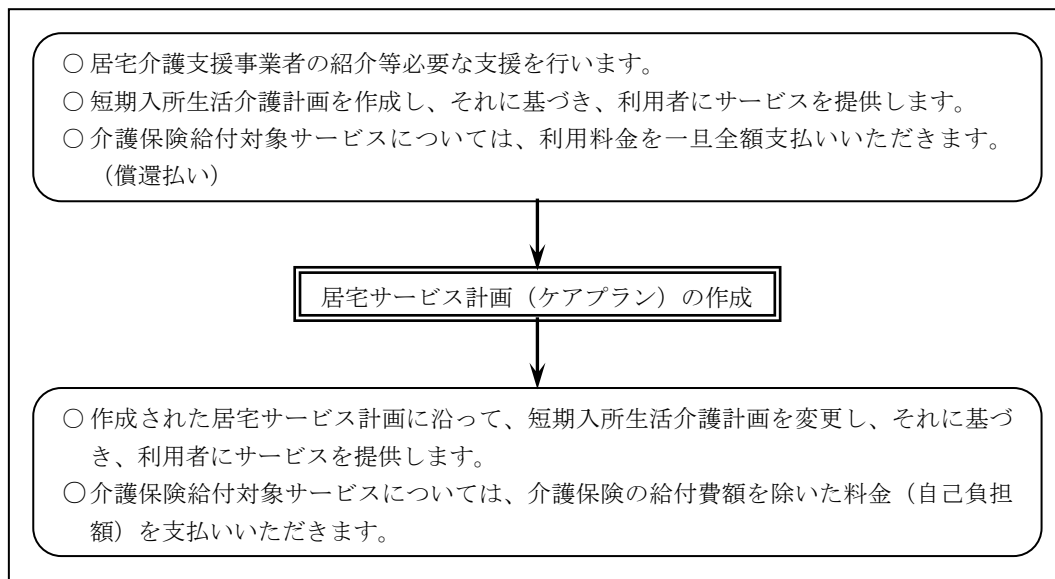 ○居宅介護支援事業者の紹介等必要な支援を行います。
○短期入所生活介護計画を作成し、それに基づき、利用者にサービスを提供します。
○介護保険給付対象サービスについては、利用料金を一旦全額支払いいただきます。
（償還払い）
居宅サービス計画（ケアプラン）の作成
○作成された居宅サービス計画に沿って、短期入所生活介護計画を変更し、それに基づ
き、利用者にサービスを提供します。
○介護保険給付対象サービスについては、介護保険の給付費額を除いた料金（自己負担
額）を支払いいただきます。